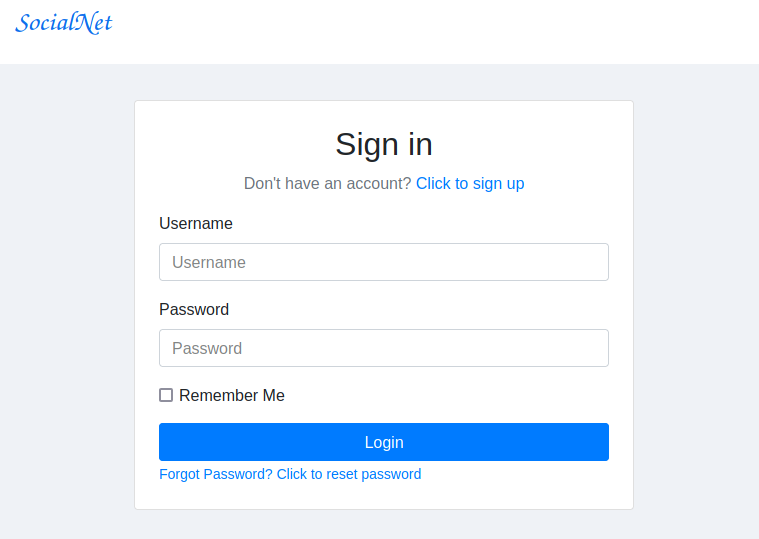 SocialNet
Sign in
Don't have an account? Click to sign up
Username
Username
Password
Password
Remember Me
Login
Forgot Password? Click to reset password